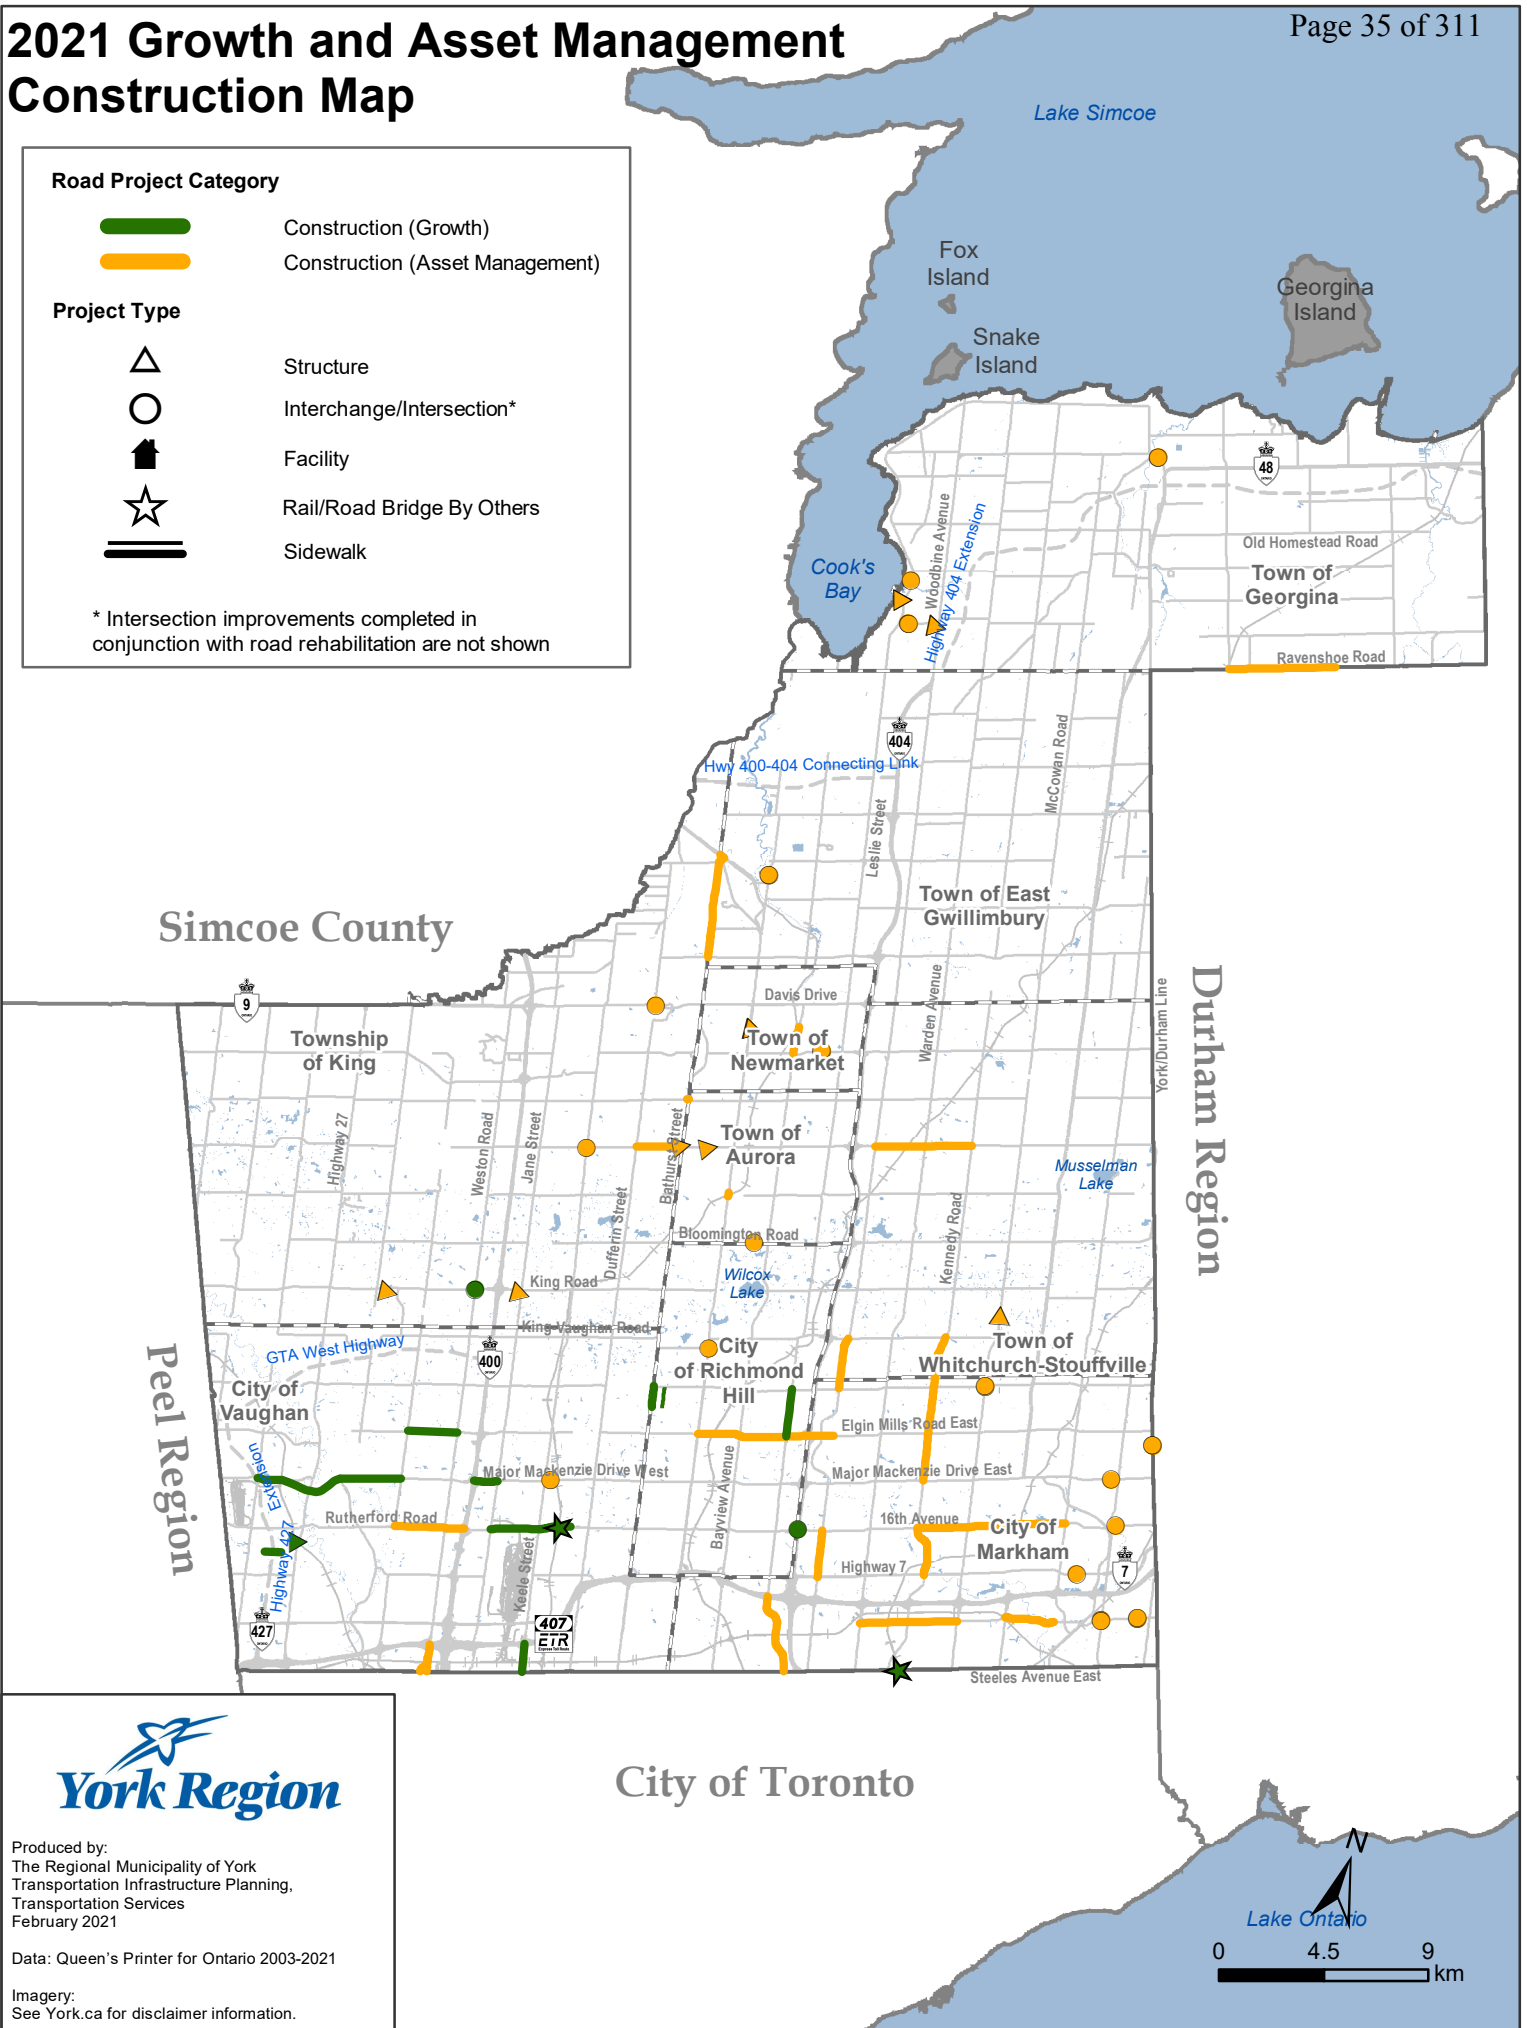 Page 35 of 311
2021 Growth and Asset Management
Construction Map
Road Project Category
Construction (Growth)
Construction (Asset Management)
Project Type
Structure
Interchange/Intersection*
Facility
Rail/Road Bridge By Others
Sidewalk
* Intersection improvements completed in
conjunction with road rehabilitation are not shown
Lake Simcoe
Fox
Island
Snake
Island
Georgina
Island
48
Cook's
Bay
Woodbine Avenue
Highway 404 Extension
Old Homestead Road
Town of
Georgina
Ravenshoe Road
404
Hwy 400-404 Connecting Link
McCowan Road
Leslie Street
Town of East
Gwillimbury
Simcoe County
Durham Region
York/Durham Line
9
Davis Drive
Warden Avenue
Township
of King
Town of
Newmarket
Highway 27
Weston Road
Jane Street
Dufferin Street
Bathurst Street
Town of
Aurora
Musselman
Lake
Bloomington Road
Kennedy Road
Wilcox
Lake
King Road
King-Vaughan Road
GTA West Highway
400
City
of Richmond
Hill
Town of
Whitchurch-Stouffville
Peel Region
City of
Vaughan
Elgin Mills Road East
Major Mackenzie Drive West
Major Mackenzie Drive East
Bayview Avenue
Highway 427
Extension
Rutherford Road
16th Avenue
City of
Markham
Highway 7
7
Keele Street
407
ETR
Express Toll Route
427
Steeles Avenue East
City of Toronto
York Region
Produced by:
The Regional Municipality of York
Transportation Infrastructure Planning,
Transportation Services
February 2021
Data: Queen's Printer for Ontario 2003-2021
Imagery:
See York.ca for disclaimer information.
N
Lake Ontario
0 4.5 9
km